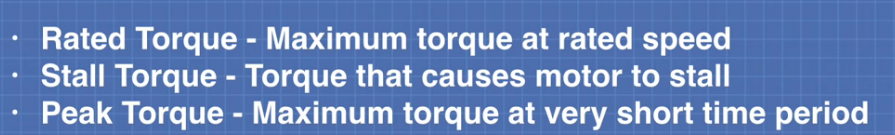 · Rated Torque - Maximum torque at rated speed
· Stall Torque - Torque that causes motor to stall
· Peak Torque - Maximum torque at very short time period